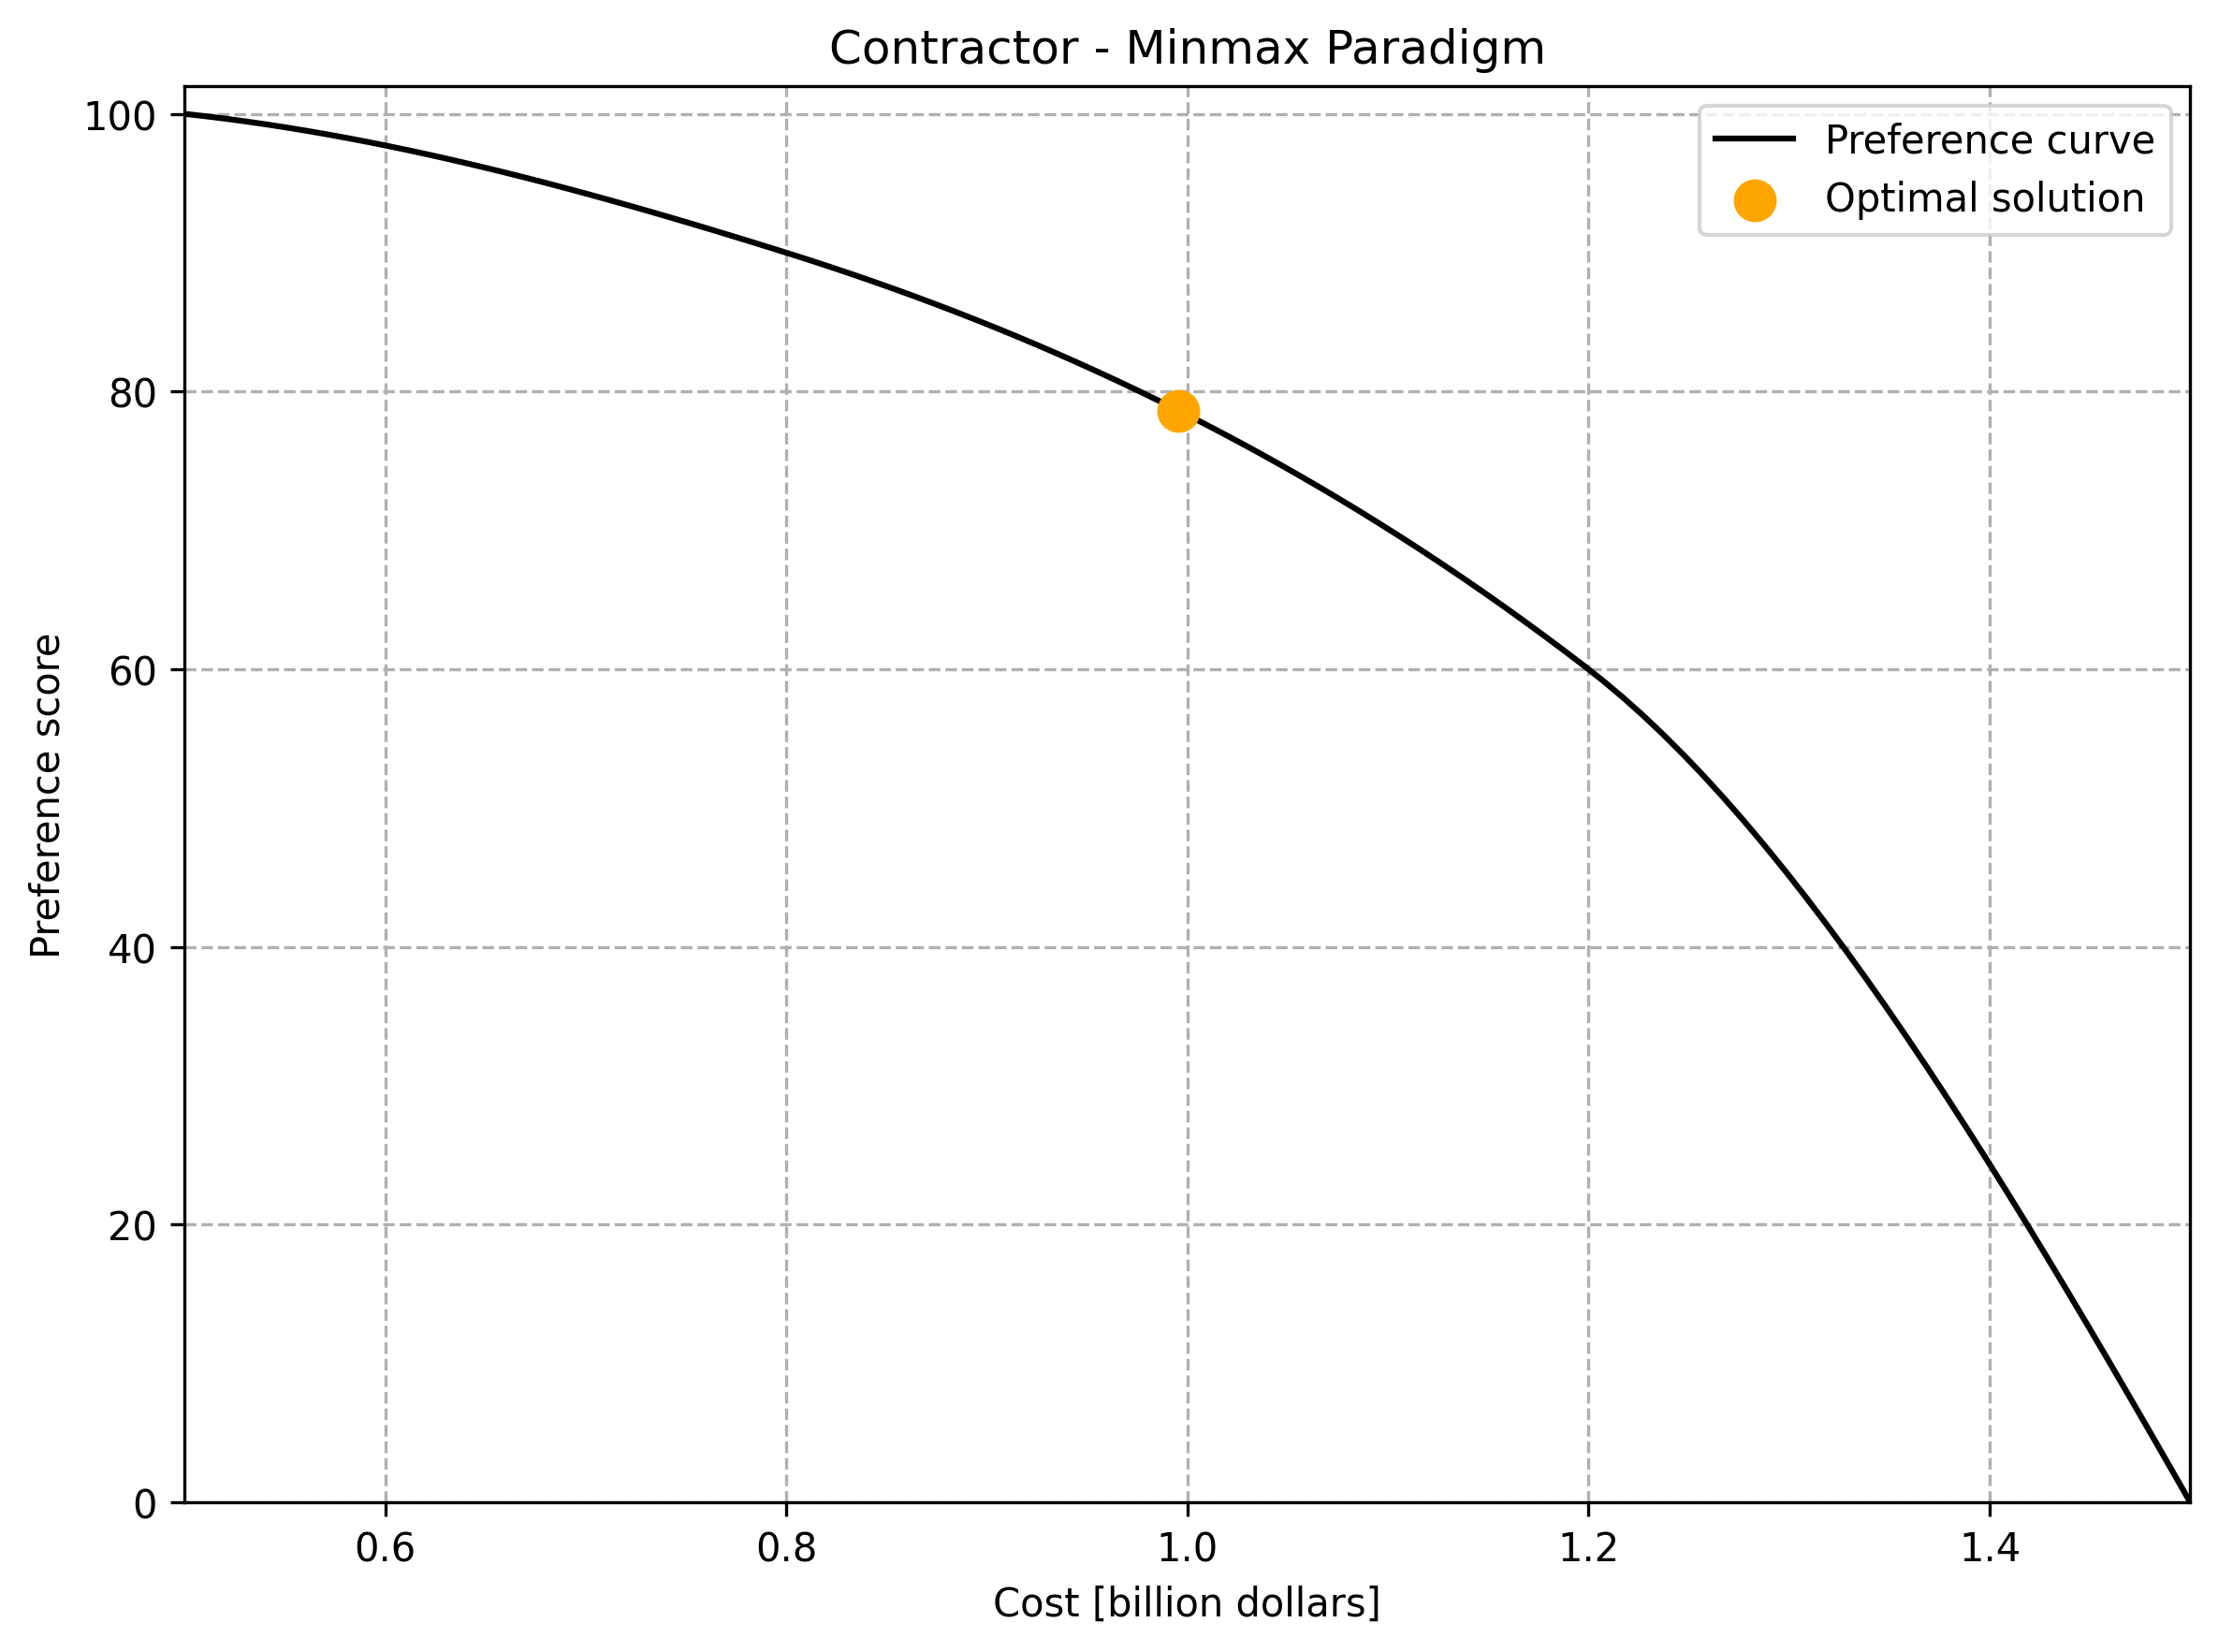 Contractor - Minmax Paradigm
Preference curve
Optimal solution
100
80
60
40
20
0
Preference score
0.6 0.8 1.0 1.2 1.4
Cost [billion dollars]